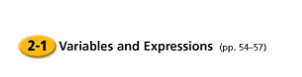 2-1 Variables and Expressions (pp. 54–57)